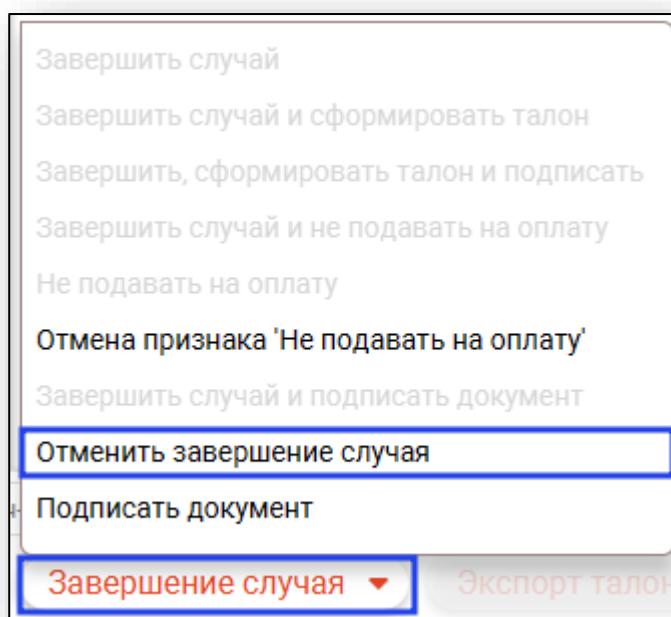 Завершить случай
Завершить случай и сформировать талон
Завершить, сформировать талон и подписать
Завершить случай и не подавать на оплату
Не подавать на оплату
Отмена признака 'Не подавать на оплату'
Завершить случай и подписать документ
Отменить завершение случая
Подписать документ
Завершение случая Экспорт талон